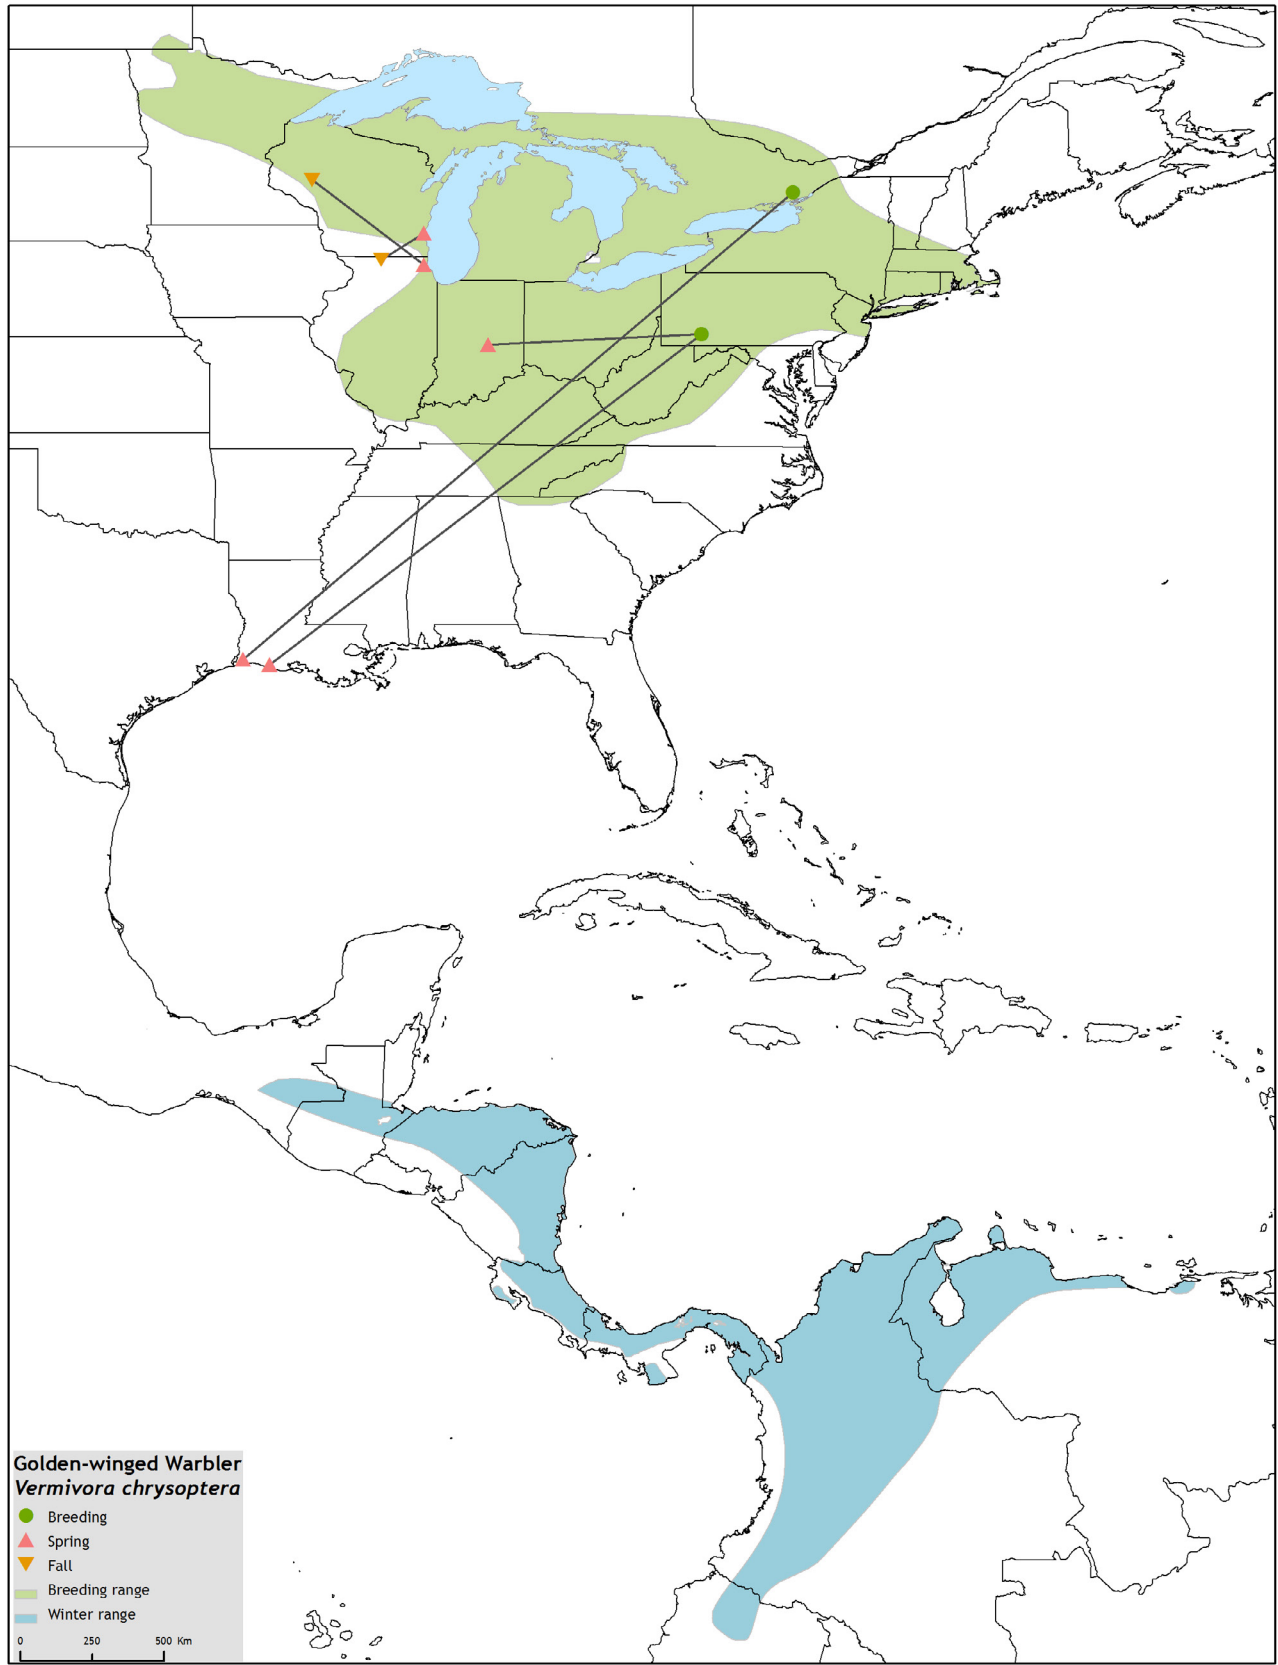 Golden-winged Warbler
Vermivora chrysoptera
Breeding
Spring
Fall
Breeding range
Winter range
0 250 500 Km